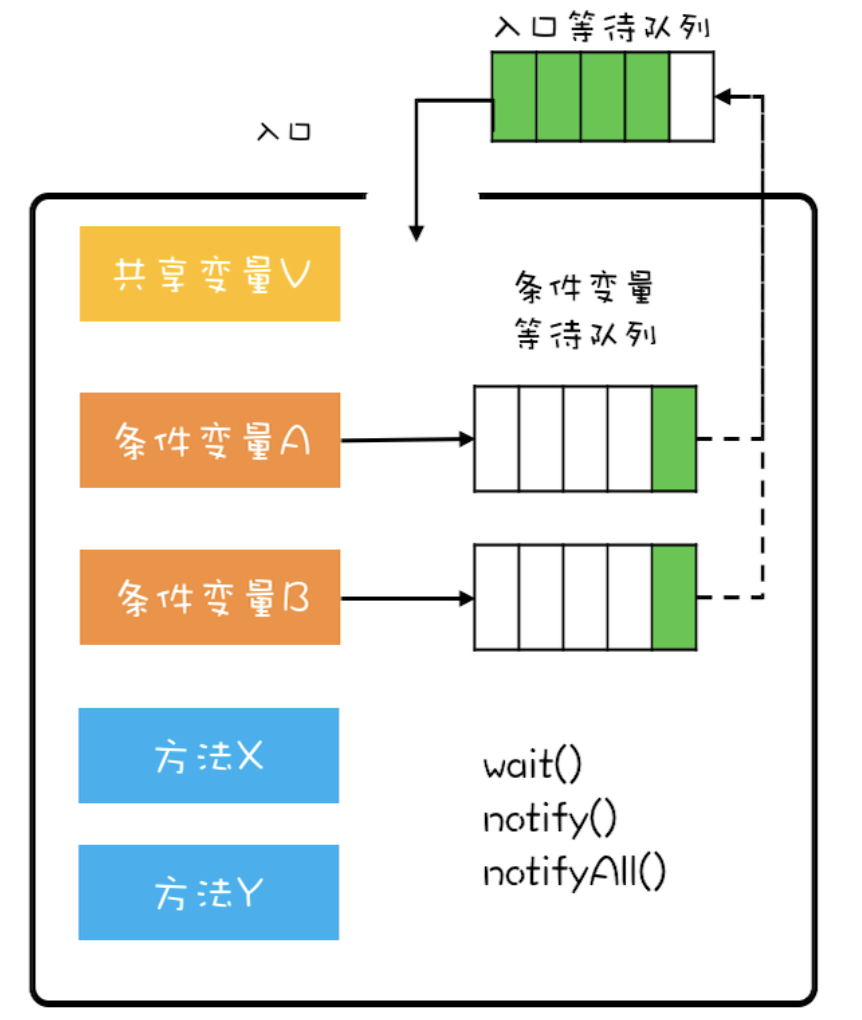 入口等待队列
入口
共享变量V
条件变量
等待队列
条件变量A
条件变量B
方法X
wait()
notify()
notifyAll()
方法Y